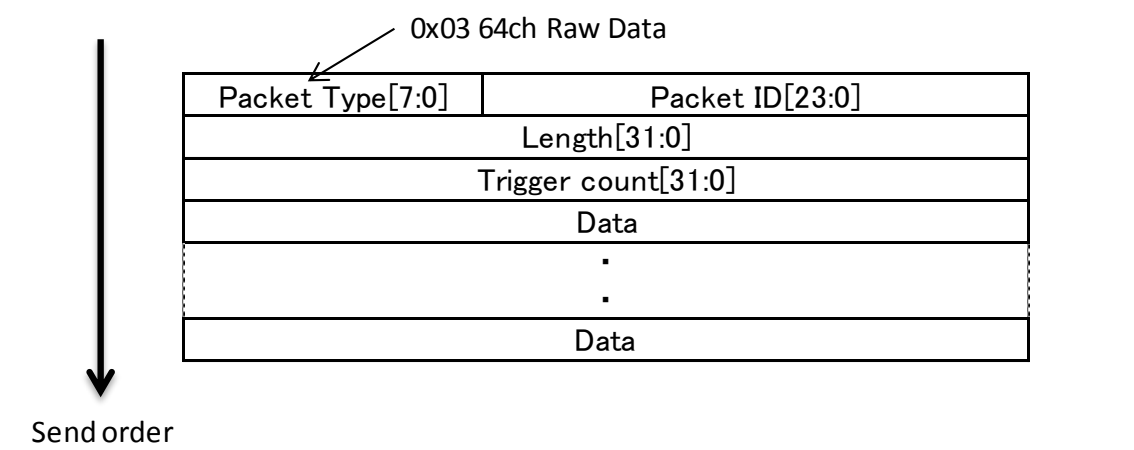 0x03 64ch Raw Data
Packet Type[7:0] Packet ID[23:0]
Length[31:0]
Trigger count[31:0]
Data
Data
Send order